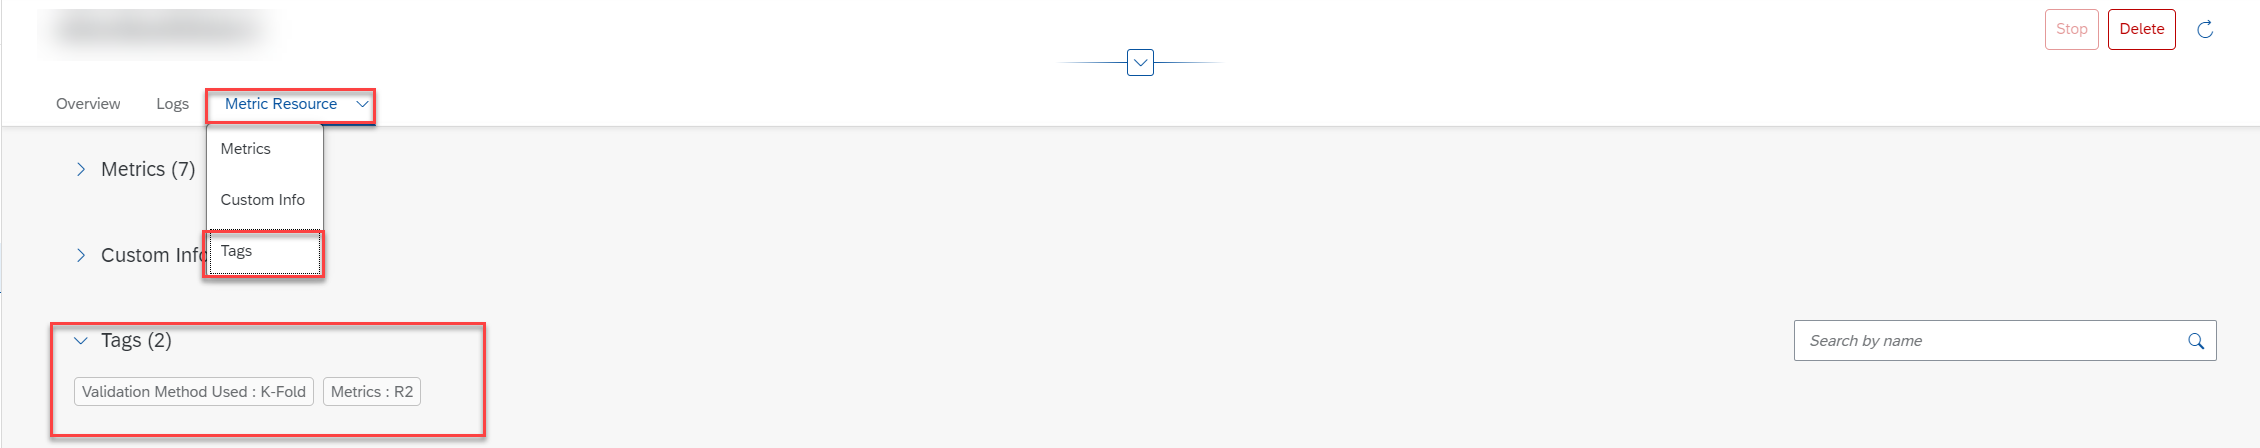 Stop
Delete
Overview
Logs
Metric Resource
Metrics
Metrics (7)
Custom Info
Custom Info
Tags
Tags (2)
Search by name
Validation Method Used : K-Fold
Metrics : R2